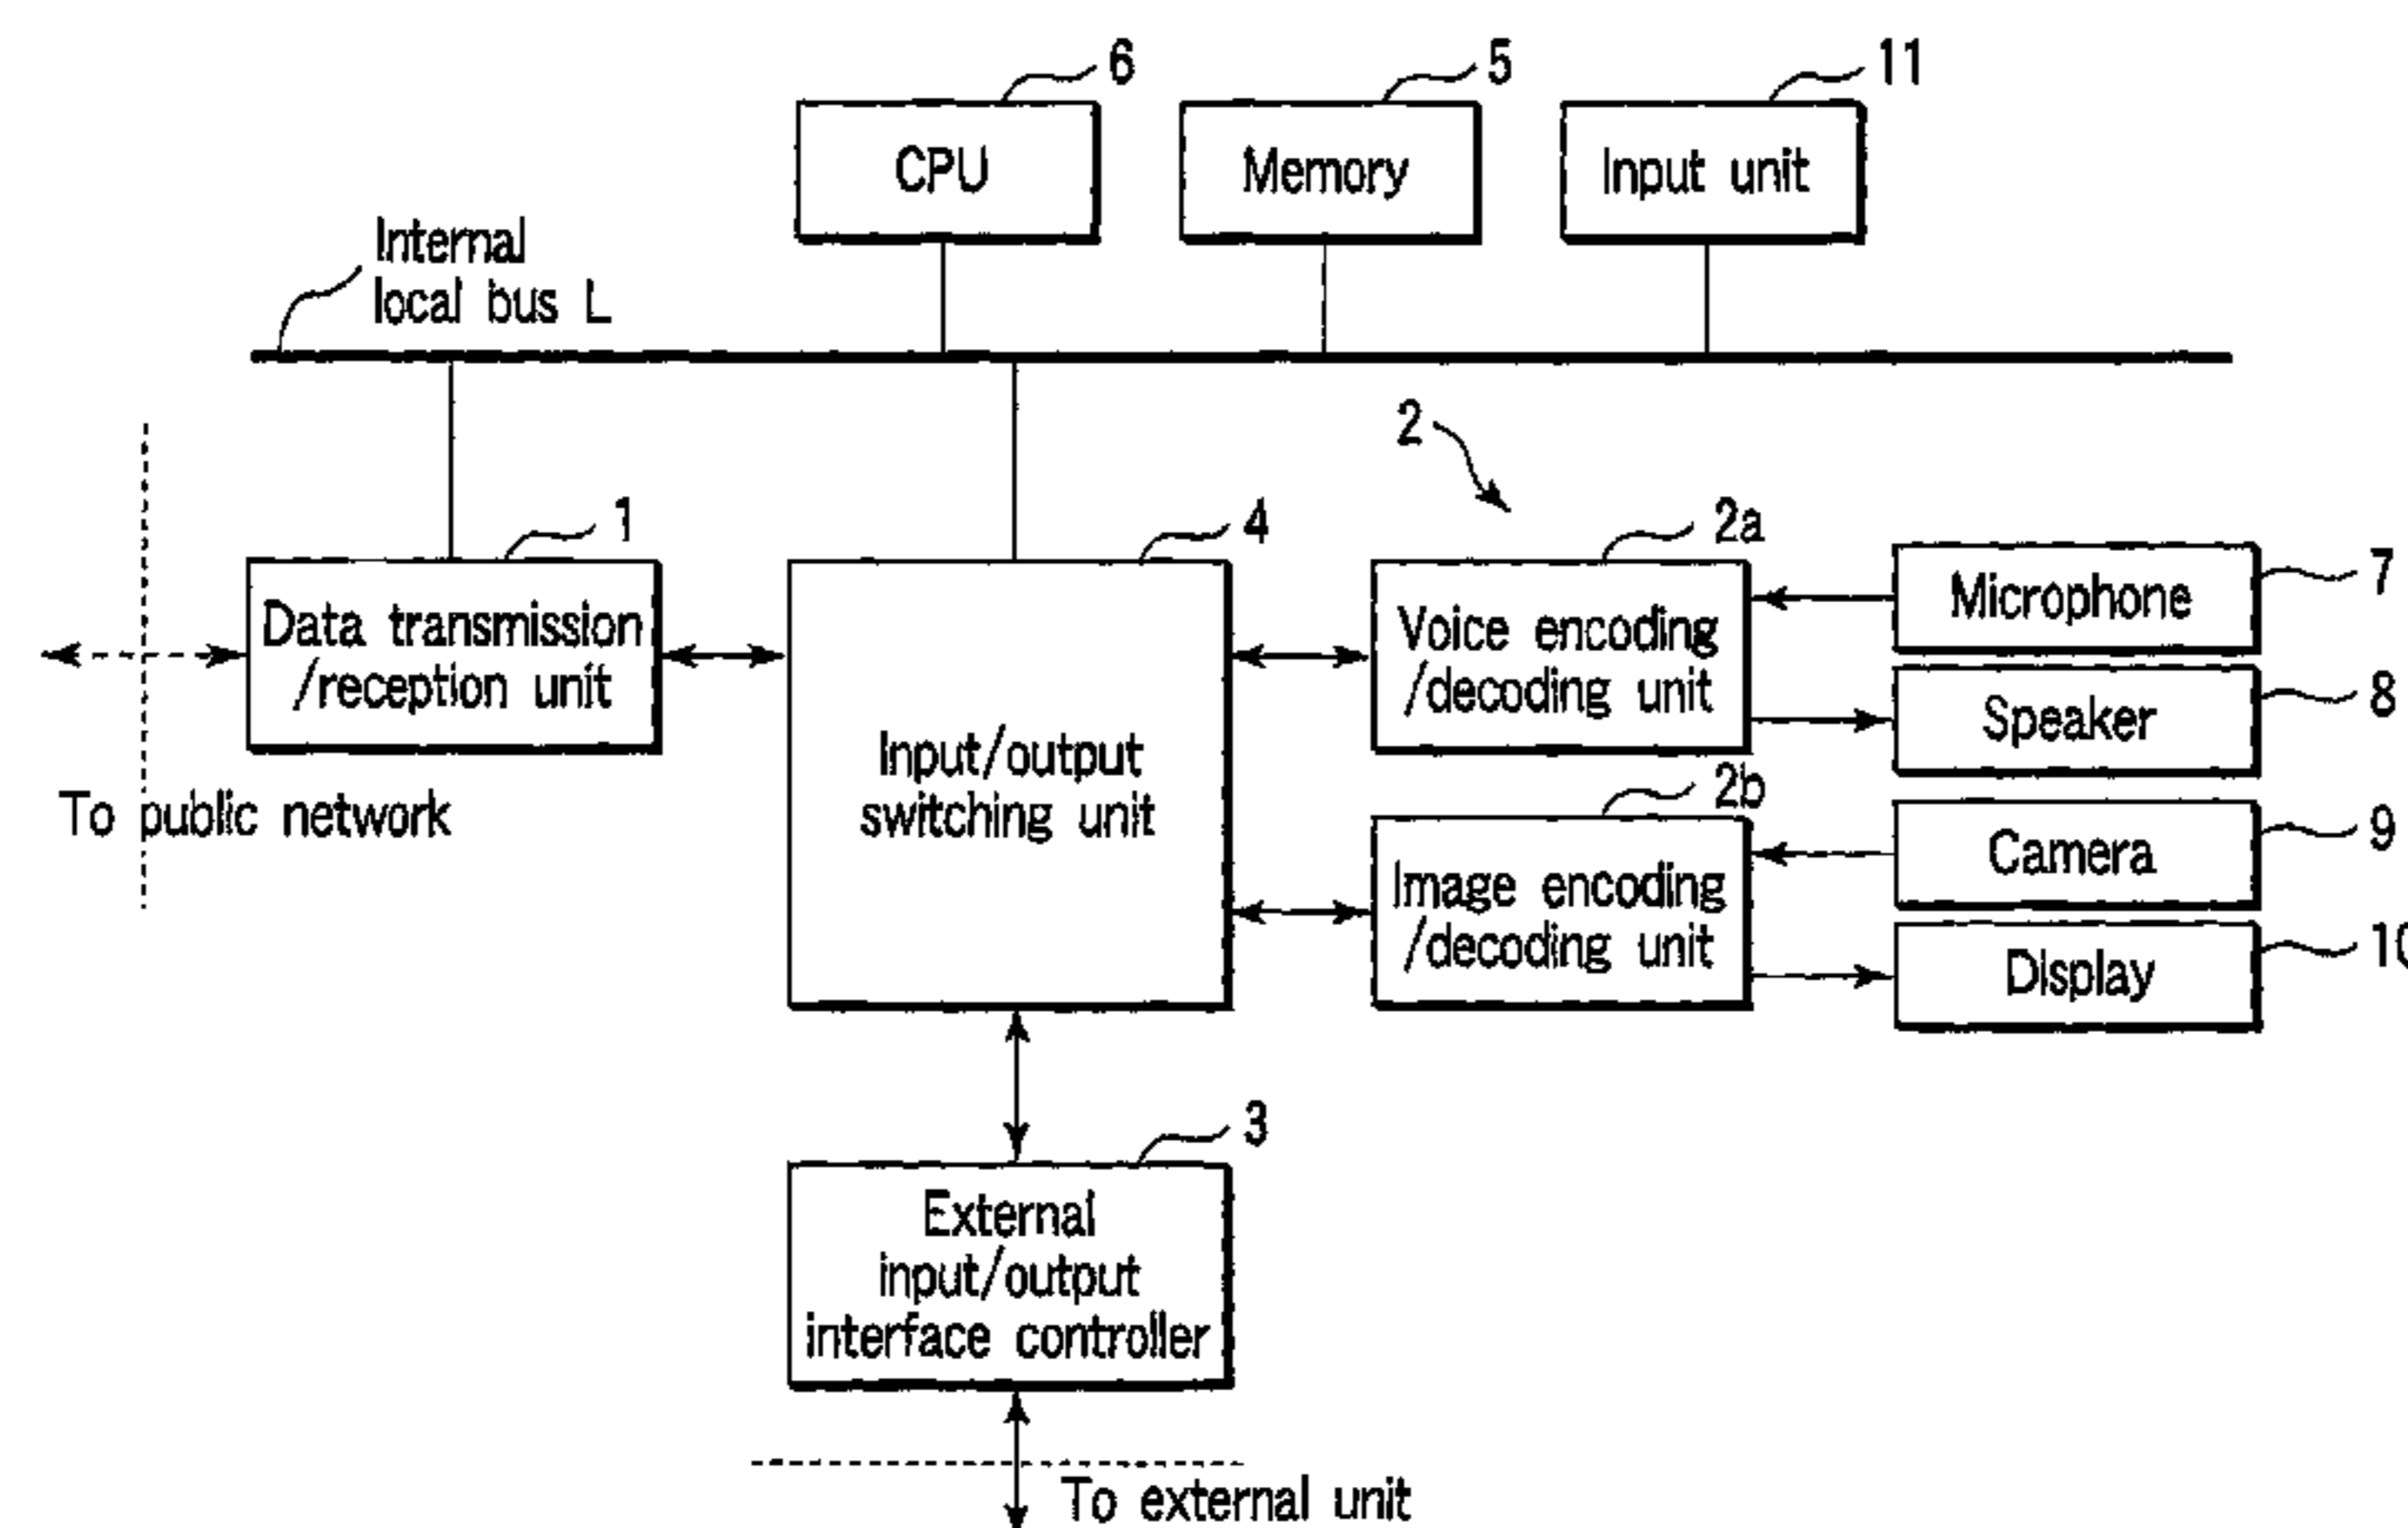 6
5
11
CPU
Memory
Input unit
Internal
local bus L
2
1
4
2a
7
Data transmission
/reception unit
Voice encoding
/decoding unit
Microphone
8
Speaker
Input/output
switching unit
2b
To public network
9
Image encoding
/decoding unit
Camera
10
Display
3
External
input/output
interface controller
To external unit